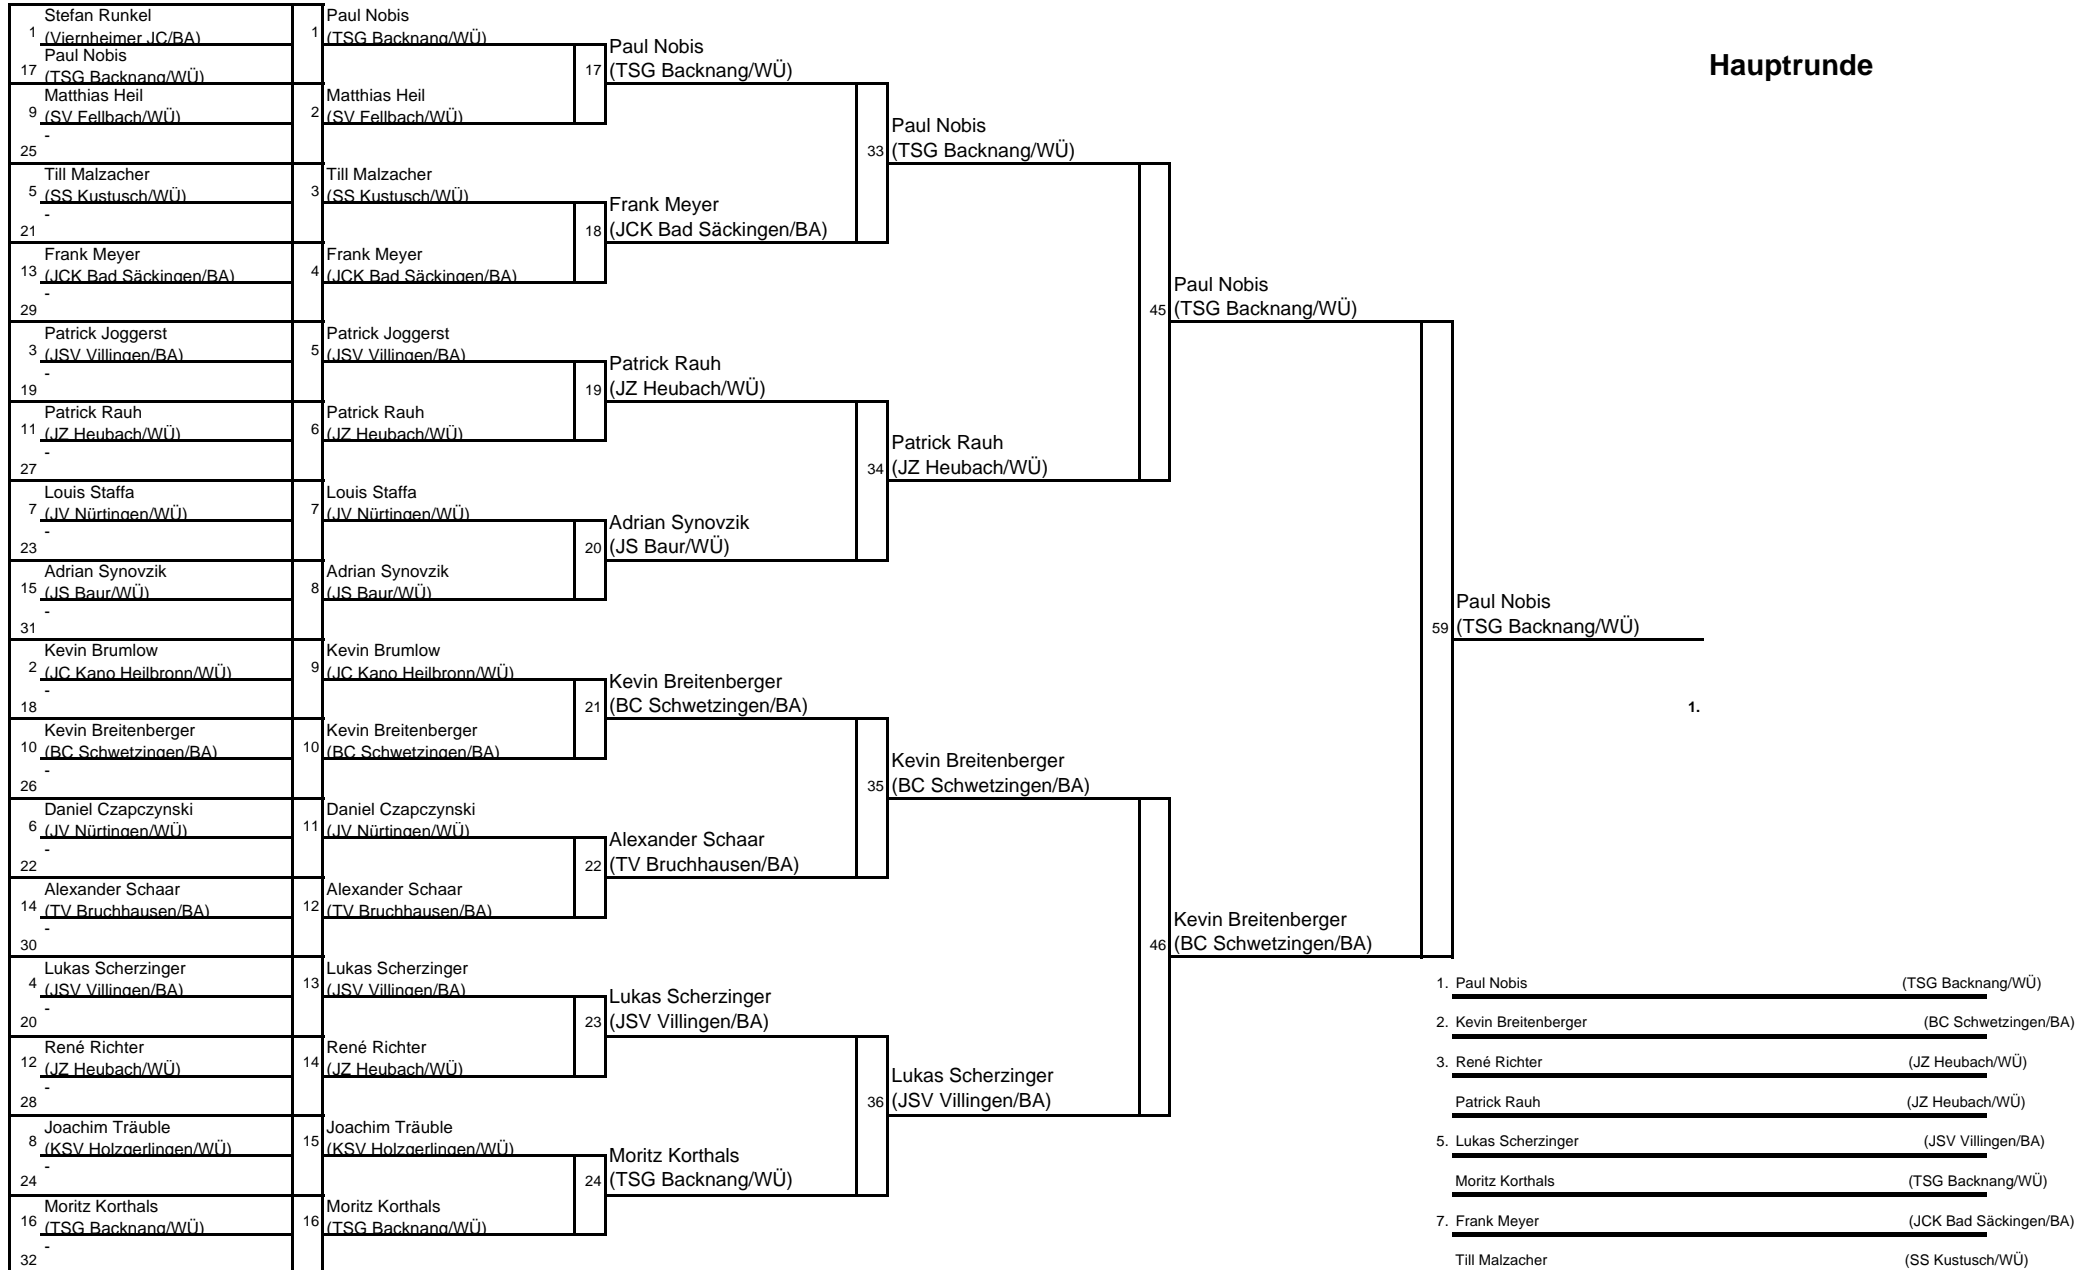 Hauptrunde
1 Stefan Runkel
(Viernheimer JC/BA)
17 Paul Nobis
(TSG Backnang/WÜ)
9 Matthias Heil
(SV Fellbach/WÜ)
25 -
5 Till Malzacher
(SS Kustusch/WÜ)
21 -
13 Frank Meyer
(JCK Bad Säckingen/BA)
29 -
3 Patrick Joggerst
(JSV Villingen/BA)
19 -
11 Patrick Rauh
(JZ Heubach/WÜ)
27 -
7 Louis Staffa
(JV Nürtingen/WÜ)
23 -
15 Adrian Synovzik
(JS Baur/WÜ)
31 -
2 Kevin Brumlow
(JC Kano Heilbronn/WÜ)
18 -
10 Kevin Breitenberger
(BC Schwetzingen/BA)
26 -
6 Daniel Czapczynski
(JV Nürtingen/WÜ)
22 -
14 Alexander Schaar
(TV Bruchhausen/BA)
30 -
4 Lukas Scherzinger
(JSV Villingen/BA)
20 -
12 René Richter
(JZ Heubach/WÜ)
28 -
8 Joachim Träuble
(KSV Holzgerlingen/WÜ)
24 -
16 Moritz Korthals
(TSG Backnang/WÜ)
32 -
1 Paul Nobis
(TSG Backnang/WÜ)
2 Matthias Heil
(SV Fellbach/WÜ)
3 Till Malzacher
(SS Kustusch/WÜ)
4 Frank Meyer
(JCK Bad Säckingen/BA)
5 Patrick Joggerst
(JSV Villingen/BA)
6 Patrick Rauh
(JZ Heubach/WÜ)
7 Louis Staffa
(JV Nürtingen/WÜ)
8 Adrian Synovzik
(JS Baur/WÜ)
9 Kevin Brumlow
(JC Kano Heilbronn/WÜ)
10 Kevin Breitenberger
(BC Schwetzingen/BA)
11 Daniel Czapczynski
(JV Nürtingen/WÜ)
12 Alexander Schaar
(TV Bruchhausen/BA)
13 Lukas Scherzinger
(JSV Villingen/BA)
14 René Richter
(JZ Heubach/WÜ)
15 Joachim Träuble
(KSV Holzgerlingen/WÜ)
16 Moritz Korthals
(TSG Backnang/WÜ)
Paul Nobis
17 (TSG Backnang/WÜ)
Frank Meyer
18 (JCK Bad Säckingen/BA)
Patrick Rauh
19 (JZ Heubach/WÜ)
Adrian Synovzik
20 (JS Baur/WÜ)
Kevin Breitenberger
21 (BC Schwetzingen/BA)
Alexander Schaar
22 (TV Bruchhausen/BA)
Lukas Scherzinger
23 (JSV Villingen/BA)
Moritz Korthals
24 (TSG Backnang/WÜ)
Paul Nobis
33 (TSG Backnang/WÜ)
Patrick Rauh
34 (JZ Heubach/WÜ)
Kevin Breitenberger
35 (BC Schwetzingen/BA)
Lukas Scherzinger
36 (JSV Villingen/BA)
Paul Nobis
45 (TSG Backnang/WÜ)
Kevin Breitenberger
46 (BC Schwetzingen/BA)
Paul Nobis
59 (TSG Backnang/WÜ)
1.
1. Paul Nobis (TSG Backnang/WÜ)
2. Kevin Breitenberger (BC Schwetzingen/BA)
3. René Richter (JZ Heubach/WÜ)
Patrick Rauh (JZ Heubach/WÜ)
5. Lukas Scherzinger (JSV Villingen/BA)
Moritz Korthals (TSG Backnang/WÜ)
7. Frank Meyer (JCK Bad Säckingen/BA)
Till Malzacher (SS Kustusch/WÜ)